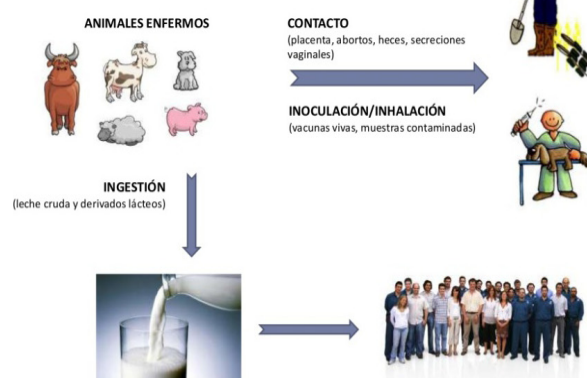 ANIMALES ENFERMOS
CONTACTO
(placenta, abortos, heces, secreciones
vaginales)
INOCULACIÓN/INHALACIÓN
(vacunas vivas, muestras contaminadas)
INGESTIÓN
(leche cruda y derivados lácteos)